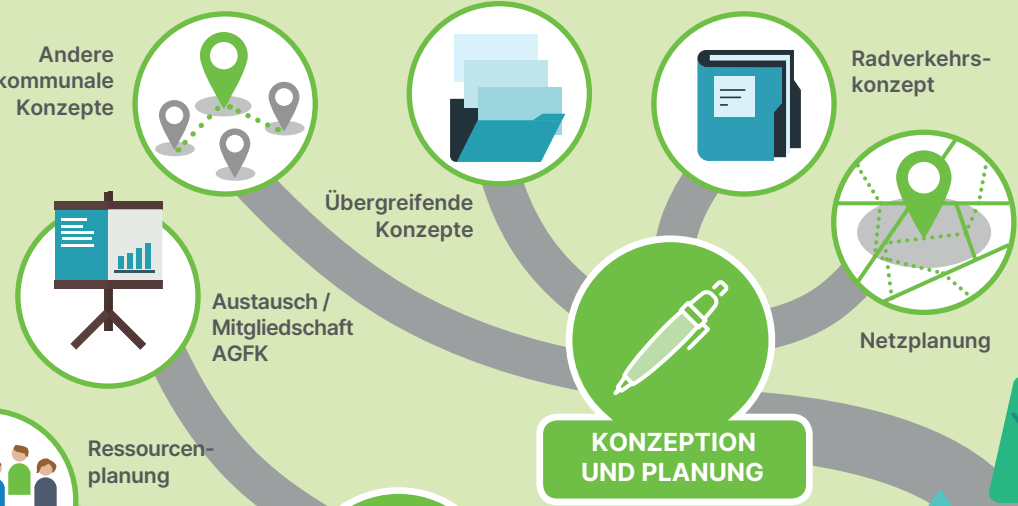 Andere
kommunale
Konzepte
Übergreifende
Konzepte
Radverkehrs-
konzept
Netzplanung
Austausch /
Mitgliedschaft
AGFK
Ressourcen-
planung
KONZEPTION
UND PLANUNG